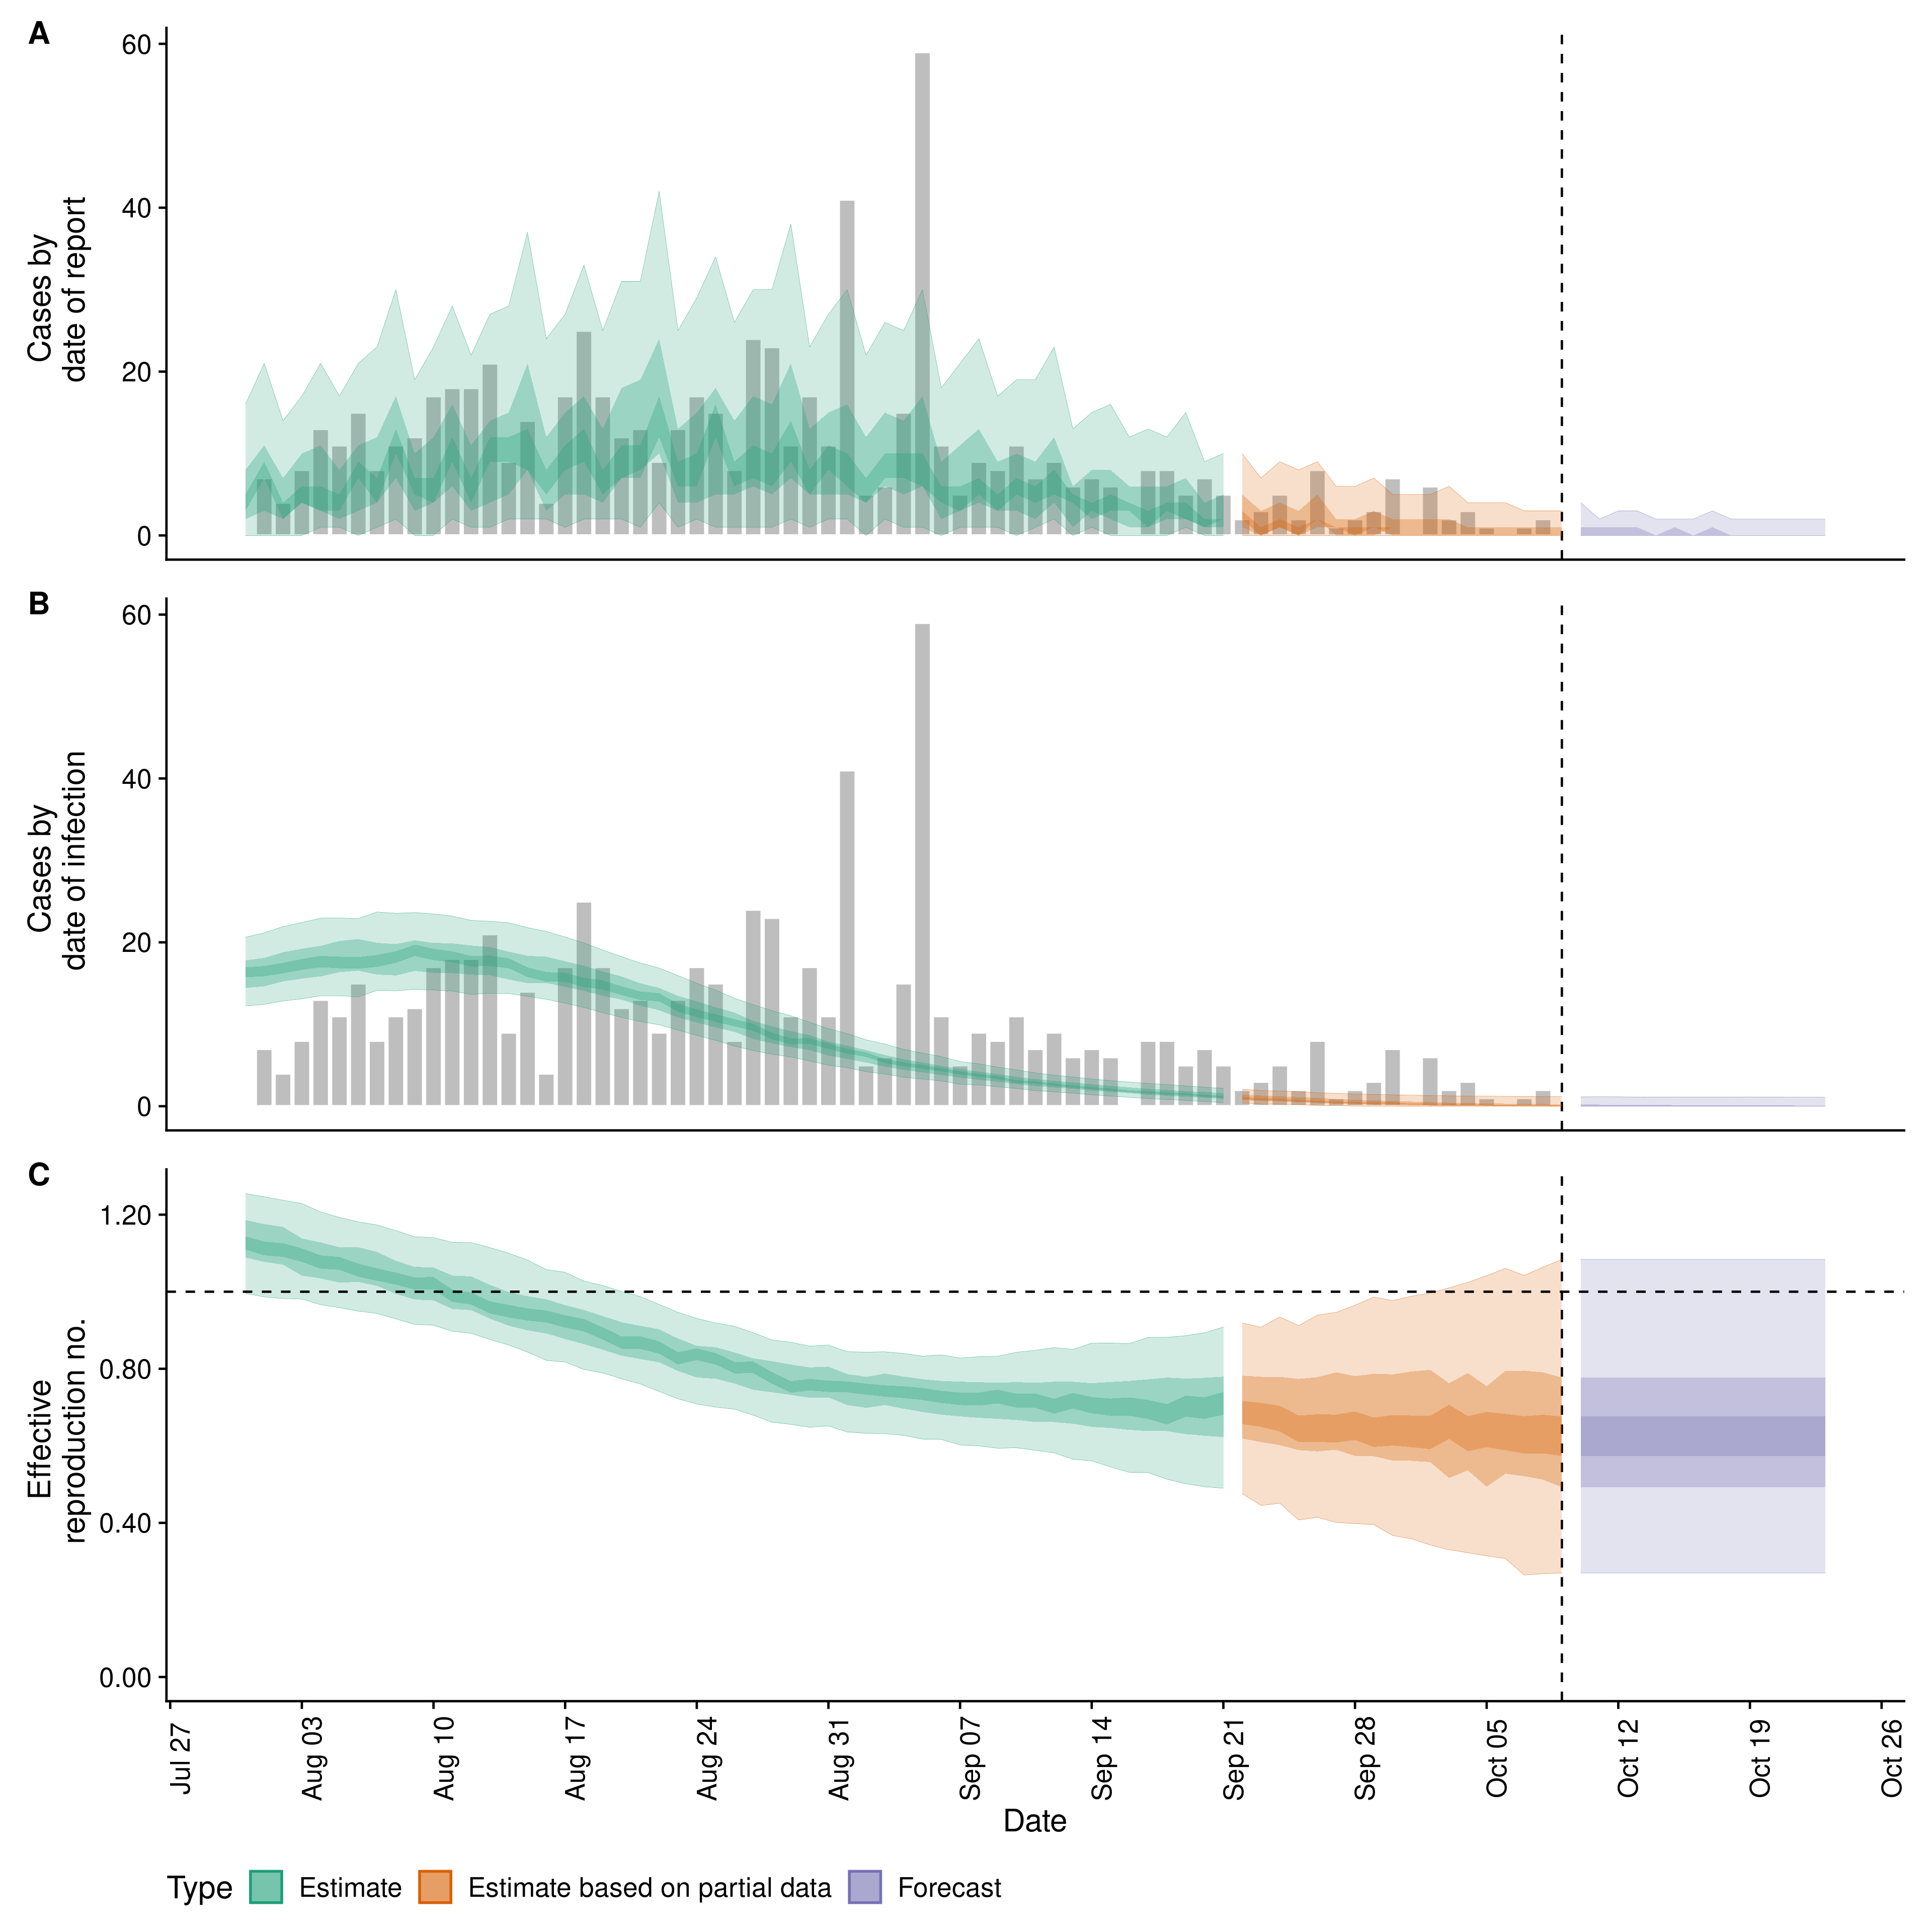 A
Cases by
date of report
60
40
20
0
B
Cases by
date of infection
60
40
20
0
C
Effective
reproduction no.
1.20
0.80
0.40
0.00
Jul 27
Aug 03
Aug 10
Aug 17
Aug 24
Aug 31
Sep 07
Sep 14
Sep 21
Sep 28
Oct 05
Oct 12
Oct 19
Oct 26
Date
Type Estimate Estimate based on partial data Forecast